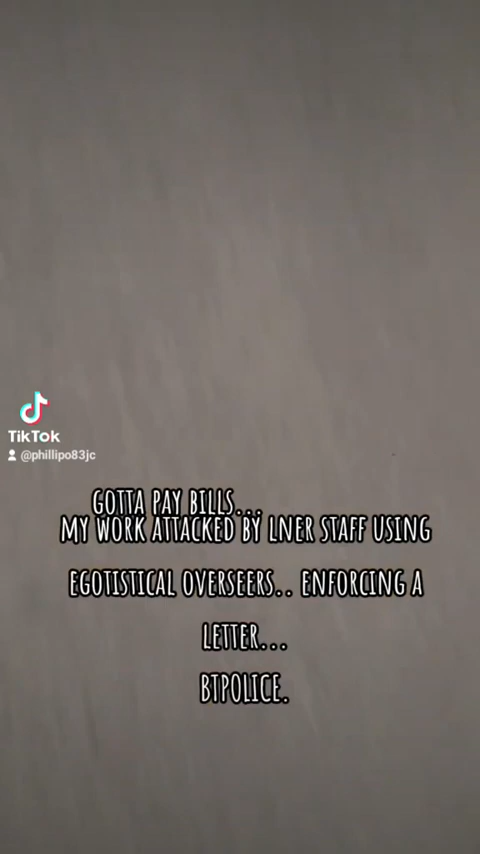 TikTok
@phillipo83jc
GOTTA PAY BILLS...
MY WORK ATTACKED BY LNER STAFF USING
EGOTISTICAL OVERSEERS.. ENFORCING A
LETTER...
BTPOLICE.